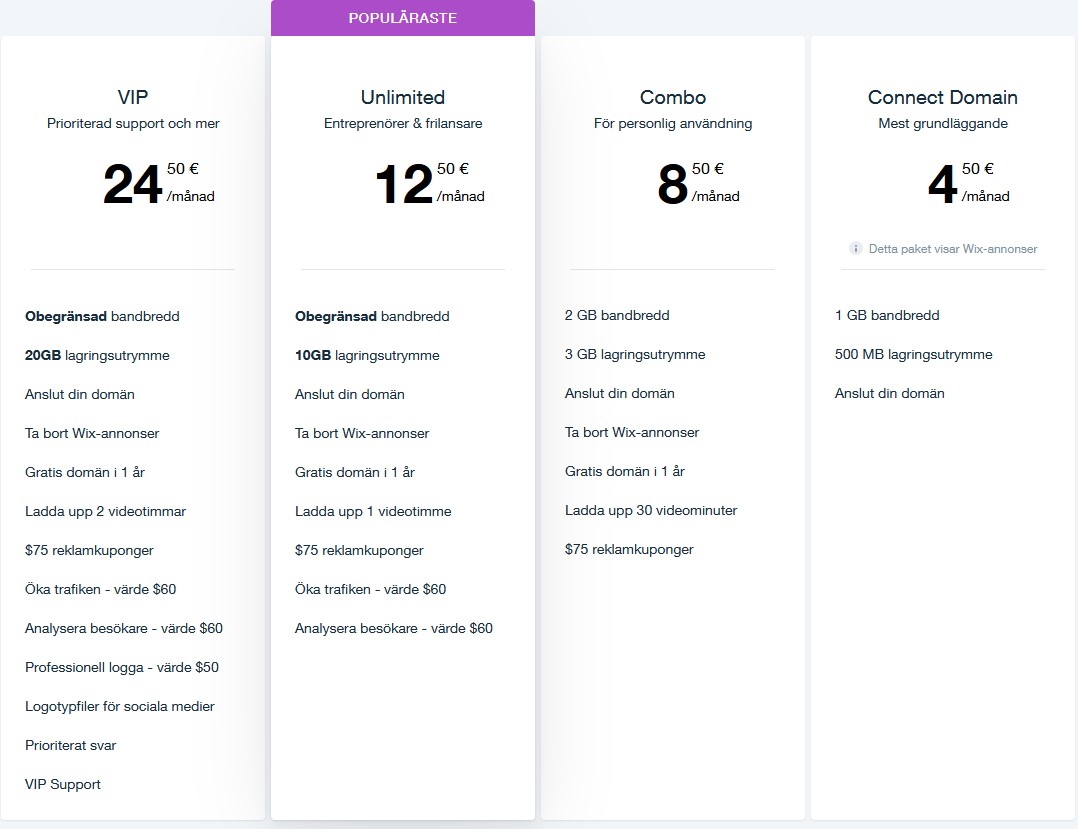 POPULÄRASTE
VIP
Prioriterad support och mer
24 50 €
/månad
Obegränsad bandbredd
20GB lagringsutrymme
Anslut din domän
Ta bort Wix-annonser
Gratis domän i 1 år
Ladda upp 2 videotimmar
$75 reklamkuponger
Öka trafiken - värde $60
Analysera besökare - värde $60
Professionell logga - värde $50
Logotypfiler för sociala medier
Prioriterat svar
VIP Support
Unlimited
Entreprenörer & frilansare
12 50 €
/månad
Obegränsad bandbredd
10GB lagringsutrymme
Anslut din domän
Ta bort Wix-annonser
Gratis domän i 1 år
Ladda upp 1 videotimme
$75 reklamkuponger
Öka trafiken - värde $60
Analysera besökare - värde $60
Combo
För personlig användning
8 50 €
/månad
2 GB bandbredd
3 GB lagringsutrymme
Anslut din domän
Ta bort Wix-annonser
Gratis domän i 1 år
Ladda upp 30 videominuter
$75 reklamkuponger
Connect Domain
Mest grundläggande
4 50 €
/månad
Detta paket visar Wix-annonser
1 GB bandbredd
500 MB lagringsutrymme
Anslut din domän